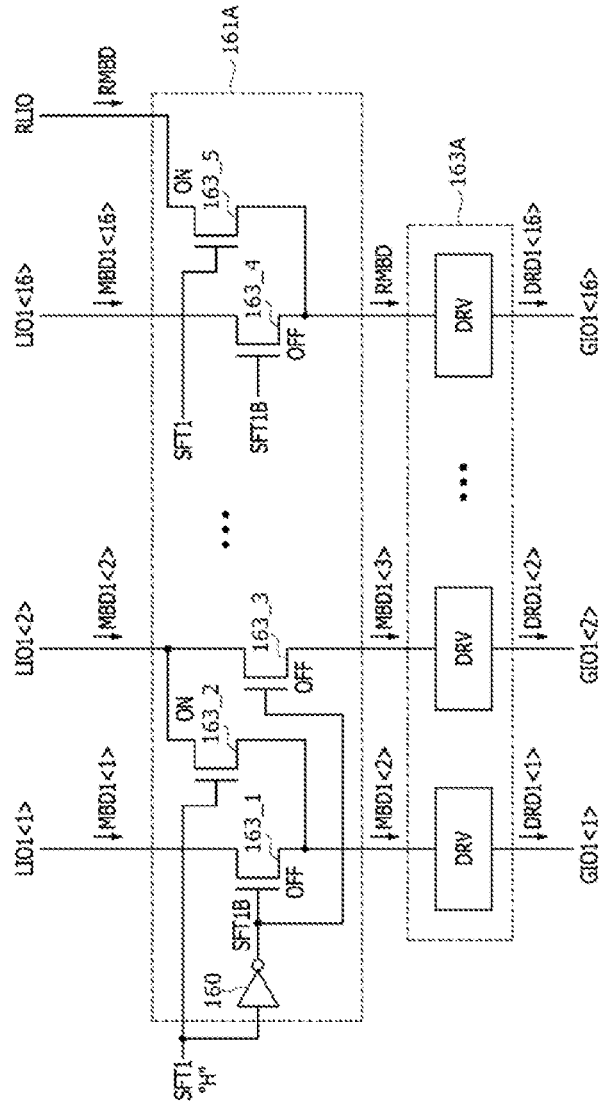 LIO1<1> LIO1<2> LIO1<16> RLIO
MBD1<1> MBD1<2> MBD1<16> RMBD
161A
SFT1
"H"
160
SFT1B
163_1
OFF
ON
163_2
163_3
OFF
•••
SFT1
SFT1B
163_4
OFF
ON
163_5
MBD1<2> MBD1<3> RMBD
163A
DRV DRV ••• DRV
DRD1<1> DRD1<2> DRD1<16>
GIO1<1> GIO1<2> GIO1<16>